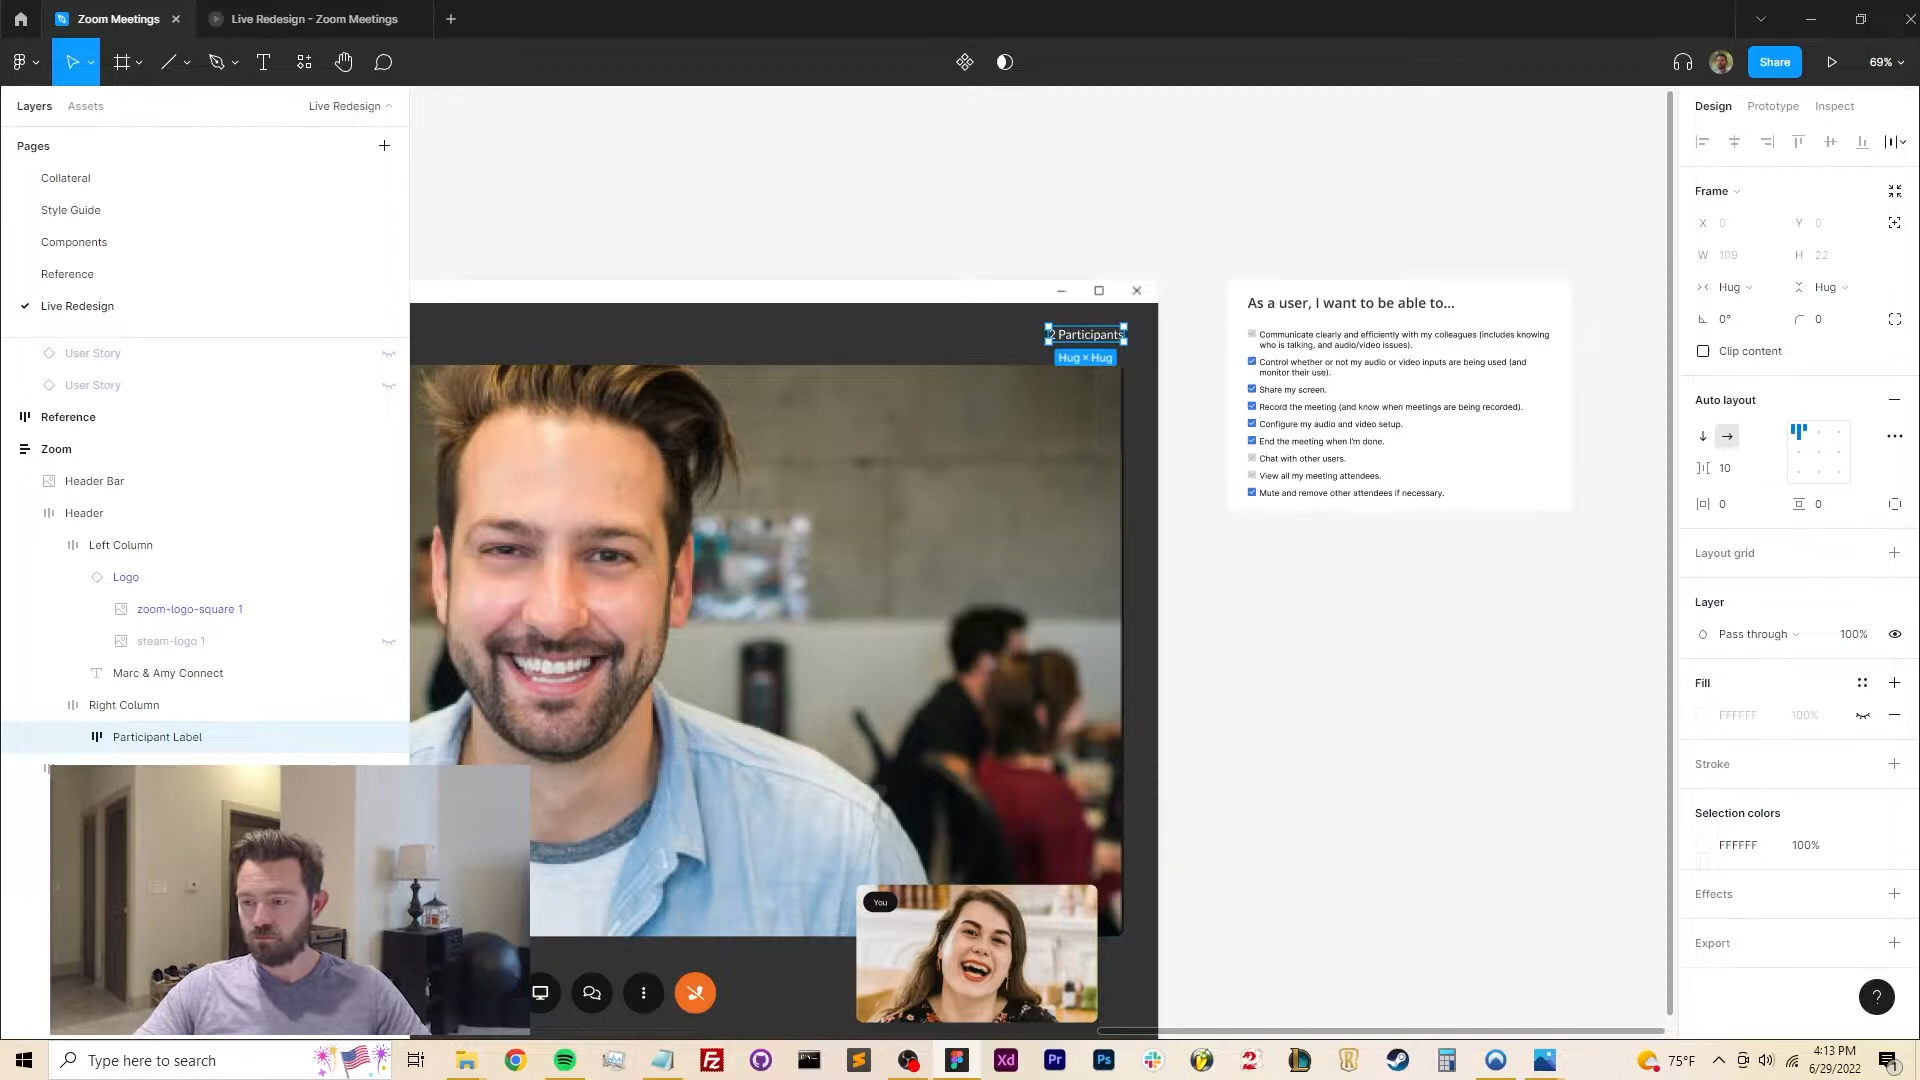 Zoom Meetings
Live Redesign - Zoom Meetings
Share
69%
Layers
Assets
Live Redesign
Pages
Collateral
Style Guide
Components
Reference
Live Redesign
User Story
User Story
Reference
Zoom
Header Bar
Header
Left Column
Logo
zoom-logo-square 1
steam-logo 1
Marc & Amy Connect
Right Column
Participant Label
2 Participants
Hug × Hug
You
As a user, I want to be able to...
Communicate clearly and efficiently with my colleagues (includes knowing
who is talking, and audio/video issues).
Control whether or not my audio or video inputs are being used (and
monitor their use).
Share my screen.
Record the meeting (and know when meetings are being recorded).
Configure my audio and video setup.
End the meeting when I'm done.
Chat with other users.
View all my meeting attendees.
Mute and remove other attendees if necessary.
Design
Prototype
Inspect
Frame
X 0
Y 0
W 109
H 22
Hug
Hug
0°
0
Clip content
Auto layout
10
0
0
Layout grid
Layer
Pass through
100%
Fill
FFFFFF
100%
Stroke
Selection colors
FFFFFF
100%
Effects
Export
?
Type here to search
Xd
Pr
Ps
75°F
4:13 PM
6/29/2022
1